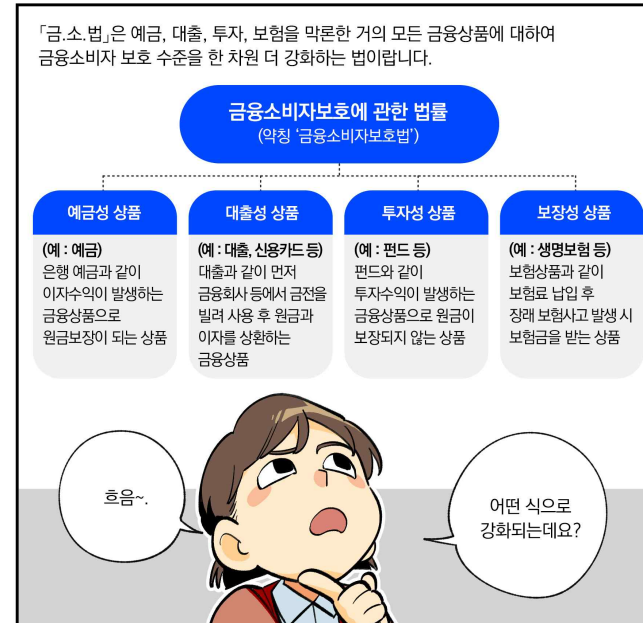 「금.소.법」은 예금, 대출, 투자, 보험을 막론한 거의 모든 금융상품에 대하여
금융소비자 보호 수준을 한 차원 더 강화하는 법이랍니다.
금융소비자보호에 관한 법률
(약칭 ‘금융소비자보호법’)
예금성 상품
(예 : 예금)
은행 예금과 같이
이자수익이 발생하는
금융상품으로
원금보장이 되는 상품
대출성 상품
(예 : 대출, 신용카드 등)
대출과 같이 먼저
금융회사 등에서 금전을
빌려 사용 후 원금과
이자를 상환하는
금융상품
투자성 상품
(예 : 펀드 등)
펀드와 같이
투자수익이 발생하는
금융상품으로 원금이
보장되지 않는 상품
보장성 상품
(예 : 생명보험 등)
보험상품과 같이
보험료 납입 후
장래 보험사고 발생 시
보험금을 받는 상품
흐음~.
어떤 식으로
강화되는데요?